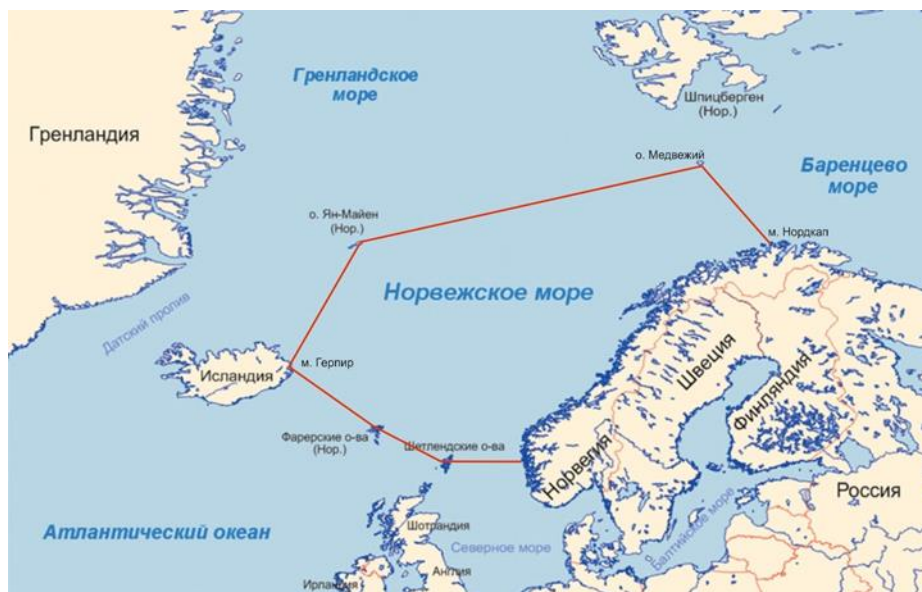 Гренландское
море
Шпицберген
(Нор.)
Гренландия
о. Медвежий
Баренцево
море
о. Ян-Майен
(Нор.)
м. Нордкап
Норвежское море
Датский пролив
м. Герпир
Исландия
Швеция
Финляндия
Фарерские о-ва
(Нор.)
Шетлендские о-ва
Норвегия
Россия
Атлантический океан
Шотрандия
Северное море
Балтийское море
Англия
Ирландия